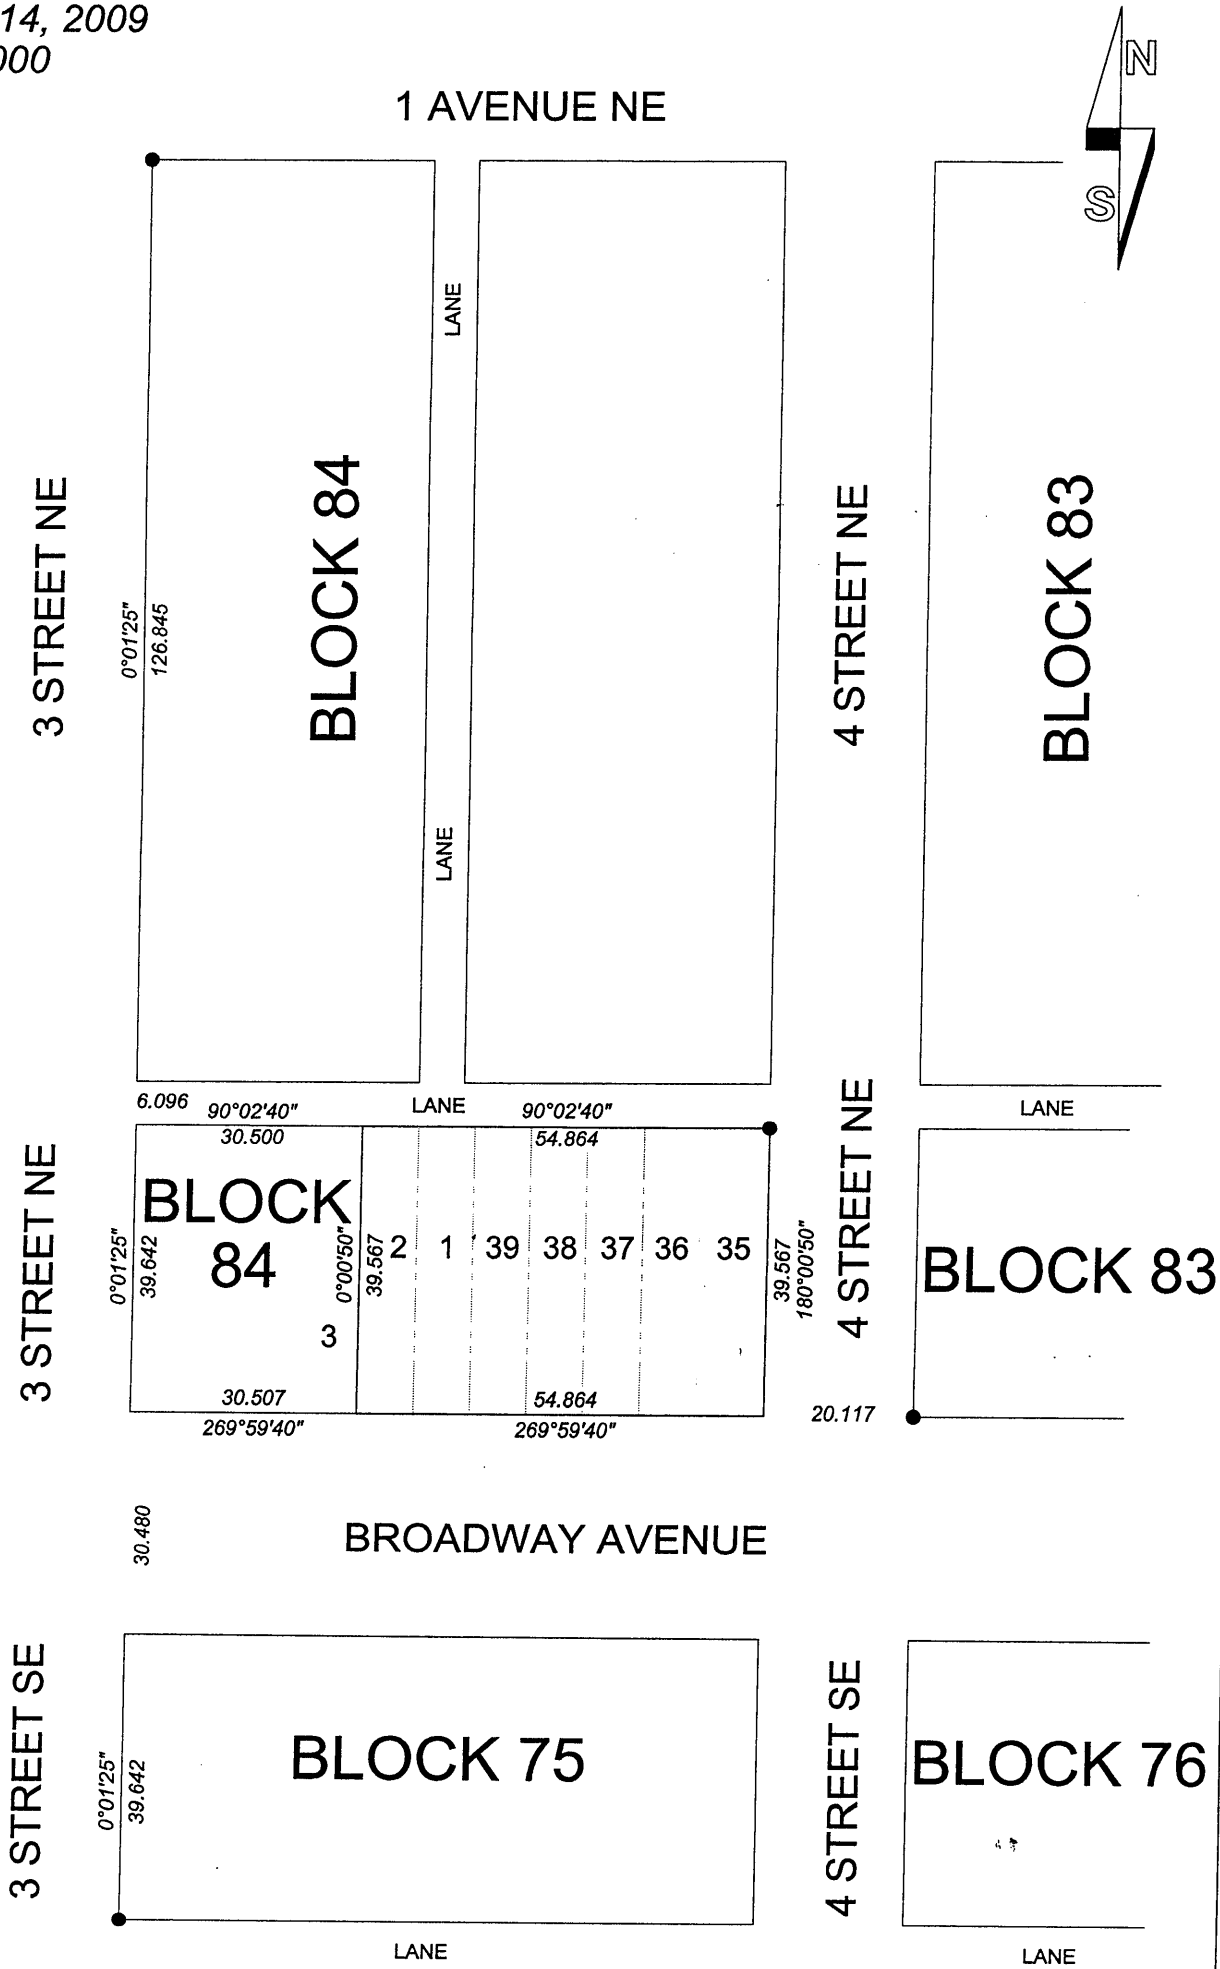 14, 2009
000
N
S
1 AVENUE NE
LANE
3 STREET NE
0°01'25"
126.845
BLOCK 84
4 STREET NE
BLOCK 83
LANE
6.096
90°02'40"
LANE
90°02'40"
LANE
30.500
54.864
3 STREET NE
0°01'25"
39.642
BLOCK
84
3
0°00'50"
39.567
2
1
39
38
37
36
35
39.567
180°00'50"
4 STREET NE
BLOCK 83
30.507
54.864
269°59'40"
269°59'40"
20.117
30.480
BROADWAY AVENUE
3 STREET SE
0°01'25"
39.642
BLOCK 75
4 STREET SE
BLOCK 76
LANE
LANE